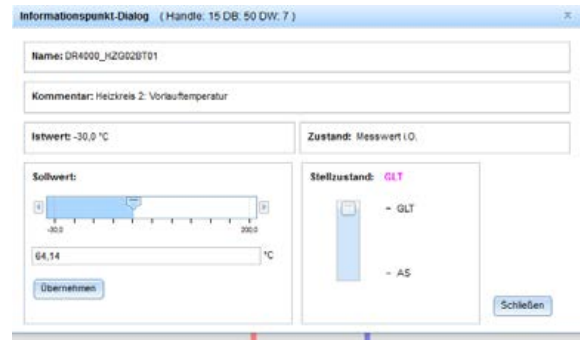 Informationspunkt-Dialog ( Handle: 15 DB: 50 DW: 7 )
Name: DR4000_HZG02BT01
Kommentar: Heizkreis 2: Vorlauftemperatur
Istwert: -30,0 °C
Zustand: Messwert i.O.
Sollwert:
-30,0
200,0
64,14
°C
Übernehmen
Stellzustand: GLT
- GLT
- AS
Schließen